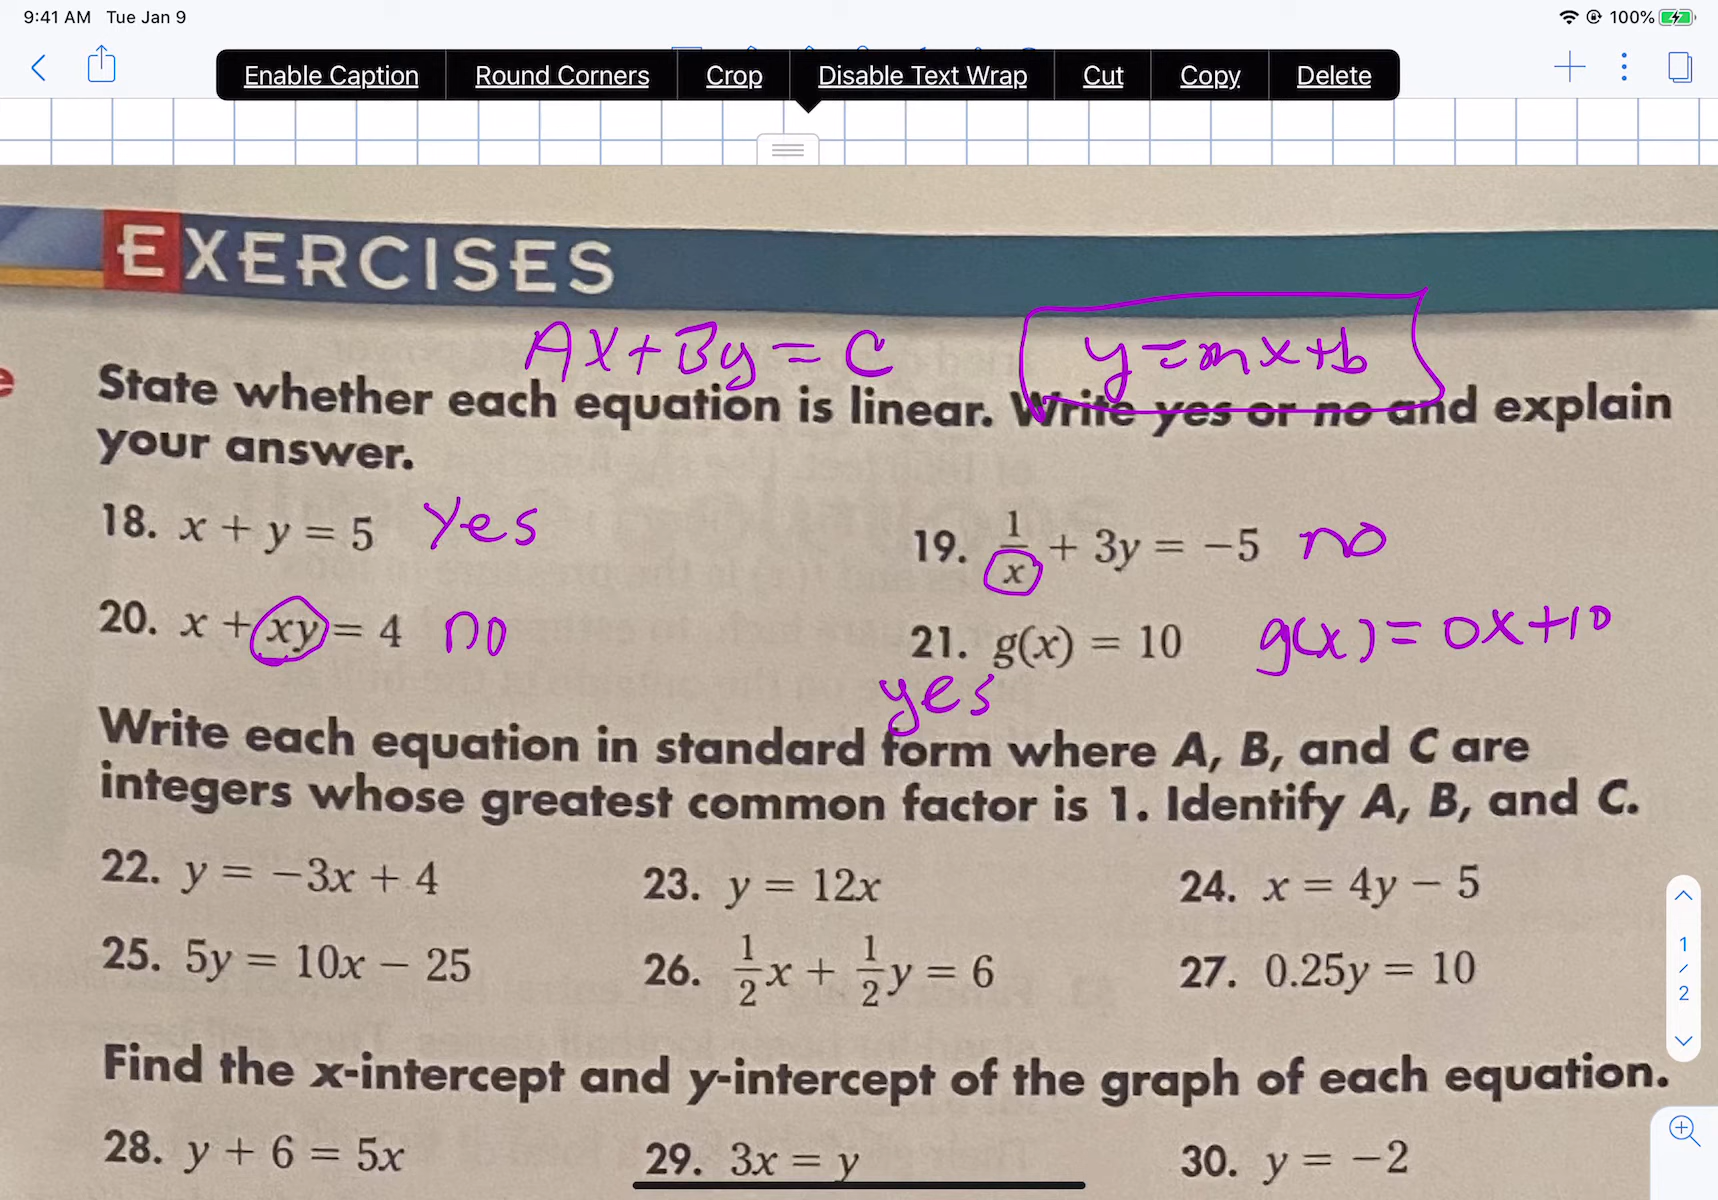 9:41 AM Tue Jan 9 100%
Enable Caption Round Corners Crop Disable Text Wrap Cut Copy Delete
EXERCISES
Ax+By=C y=mx+b
State whether each equation is linear. Write yes or no and explain
your answer.
18. x + y = 5 Yes
19. 1/x + 3y = −5 no
20. x + xy = 4 no
21. g(x) = 10 g(x)=0x+10
yes
Write each equation in standard form where A, B, and C are
integers whose greatest common factor is 1. Identify A, B, and C.
22. y = −3x + 4 23. y = 12x 24. x = 4y − 5
25. 5y = 10x − 25 26. 1/2x + 1/2y = 6 27. 0.25y = 10
1
/
2
Find the x-intercept and y-intercept of the graph of each equation.
28. y + 6 = 5x 29. 3x = y 30. y = −2